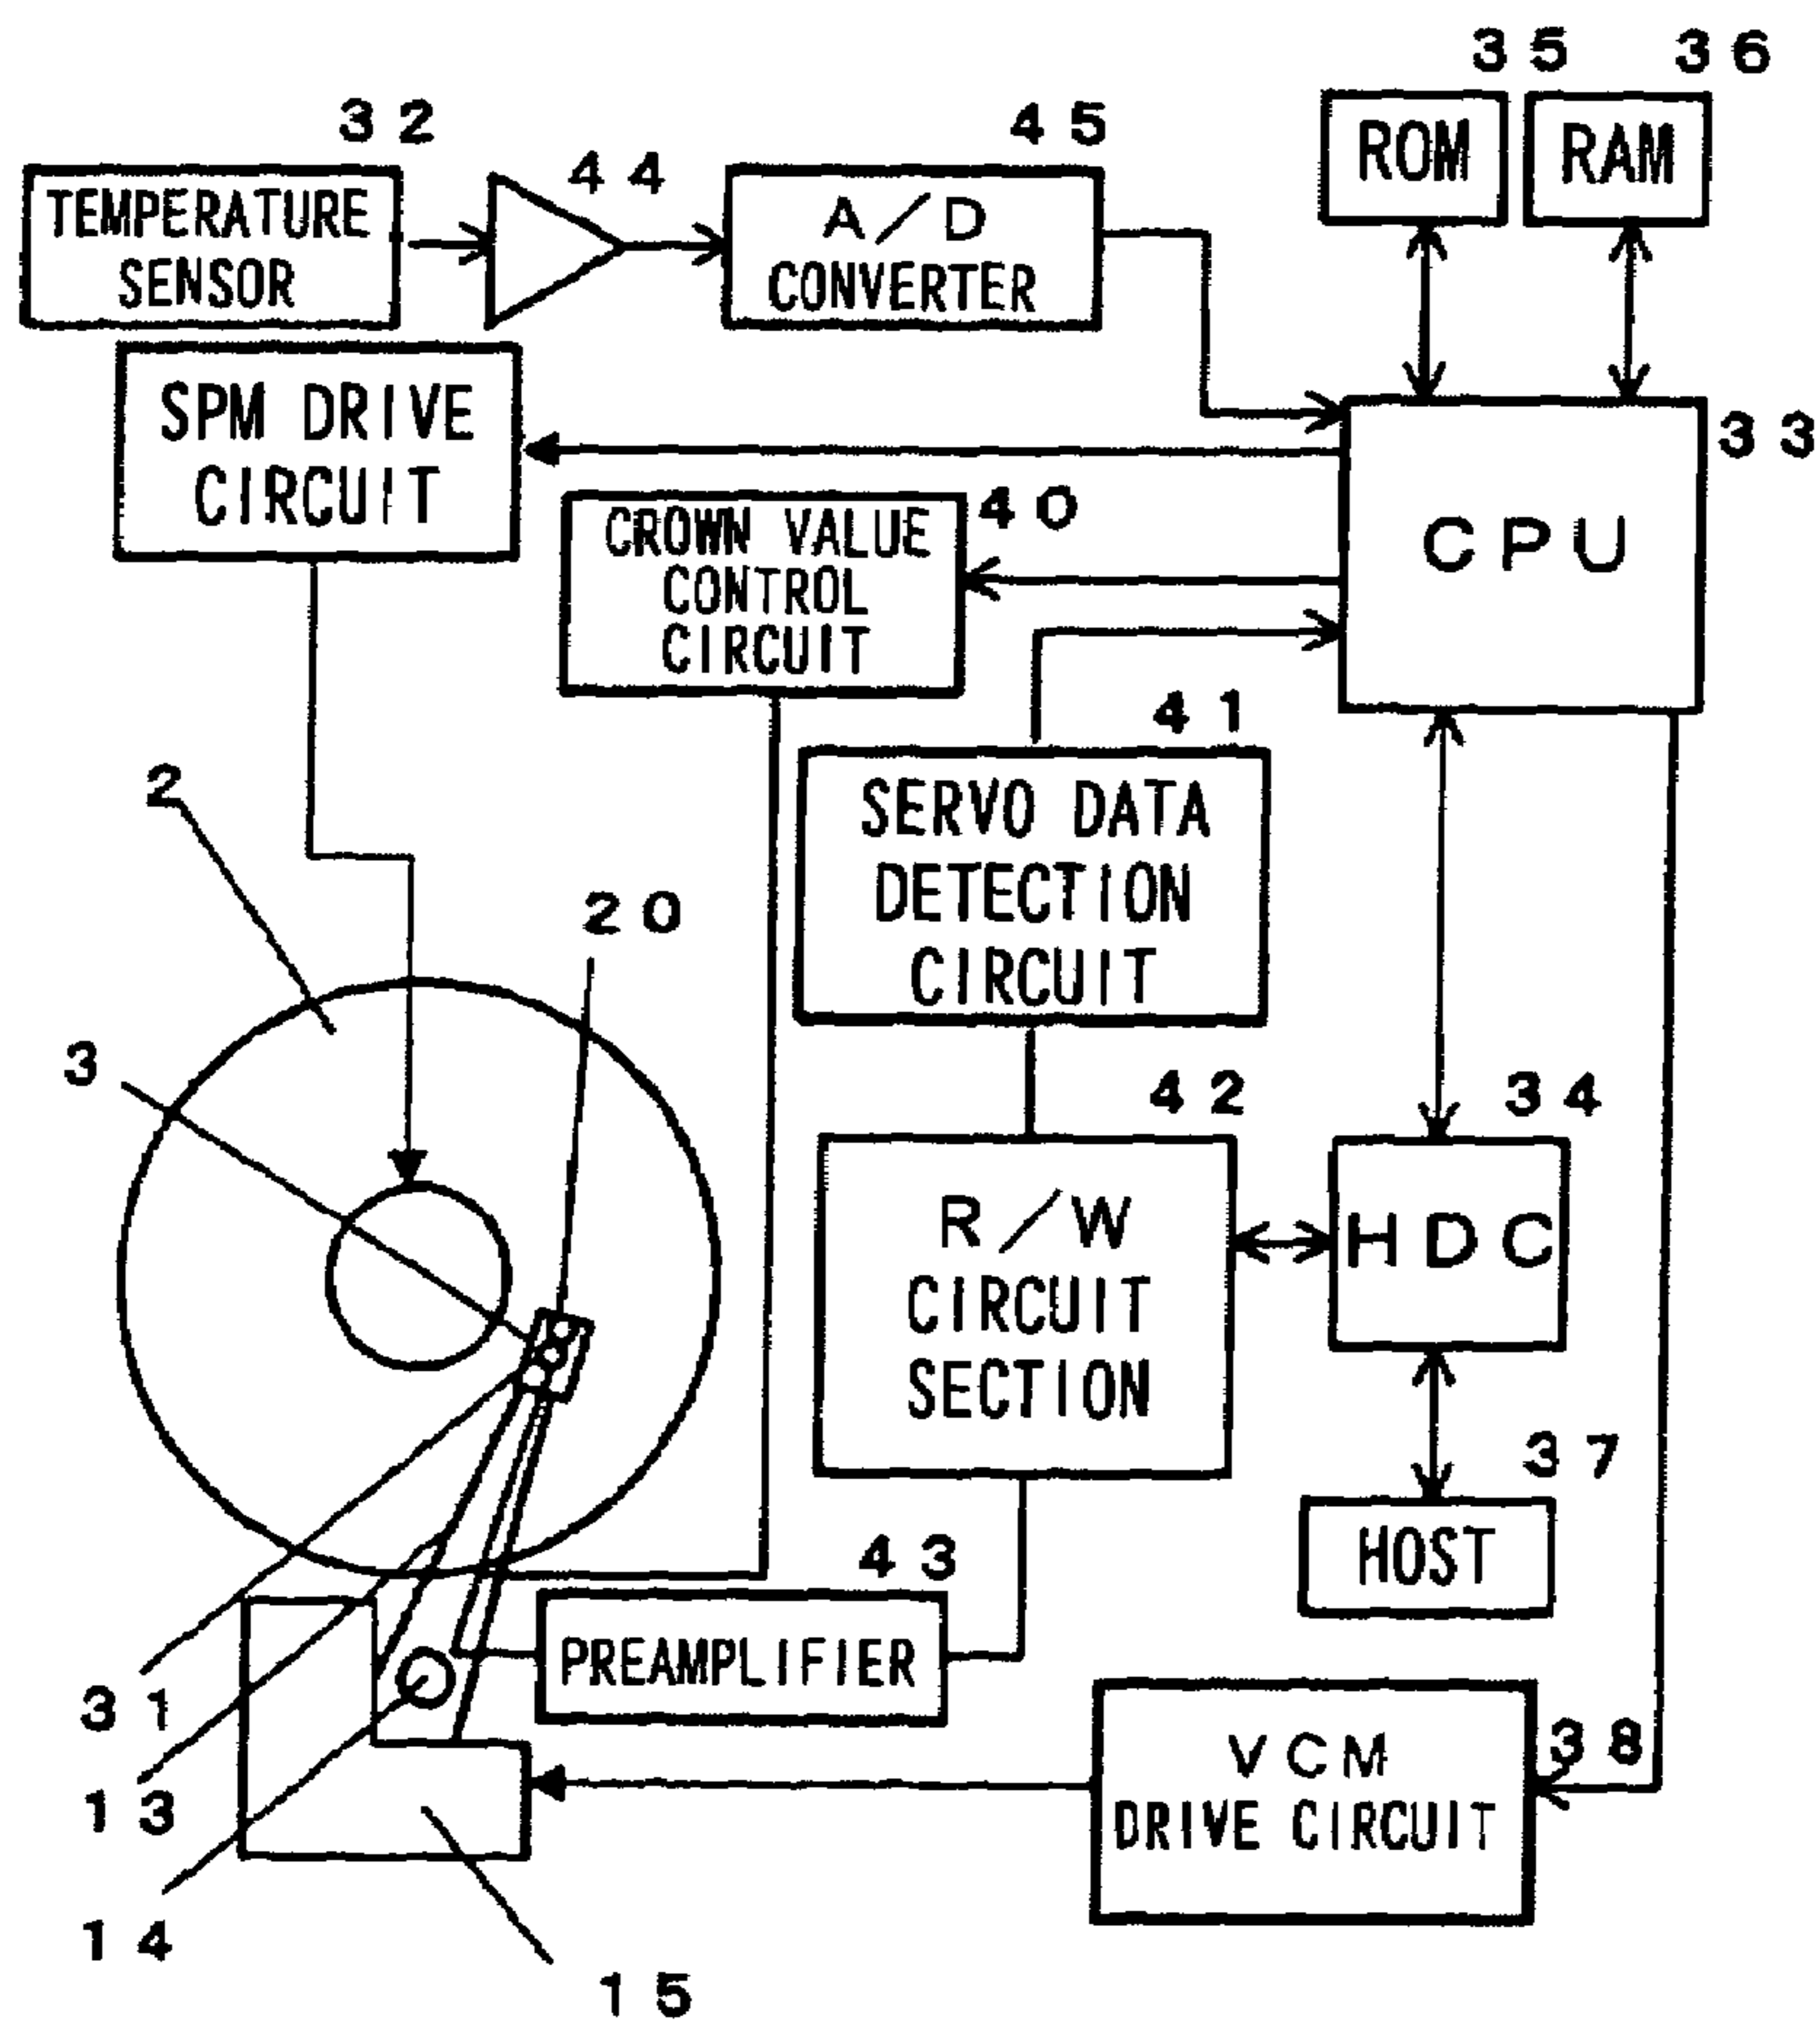 35
36
32
45
44
ROM
RAM
TEMPERATURE
SENSOR
A/D
CONVERTER
SPM DRIVE
CIRCUIT
33
40
CROWN VALUE
CONTROL
CIRCUIT
CPU
41
2
SERVO DATA
DETECTION
CIRCUIT
20
3
42
34
R/W
CIRCUIT
SECTION
HDC
37
43
HOST
PREAMPLIFIER
31
38
VCM
DRIVE CIRCUIT
13
14
15